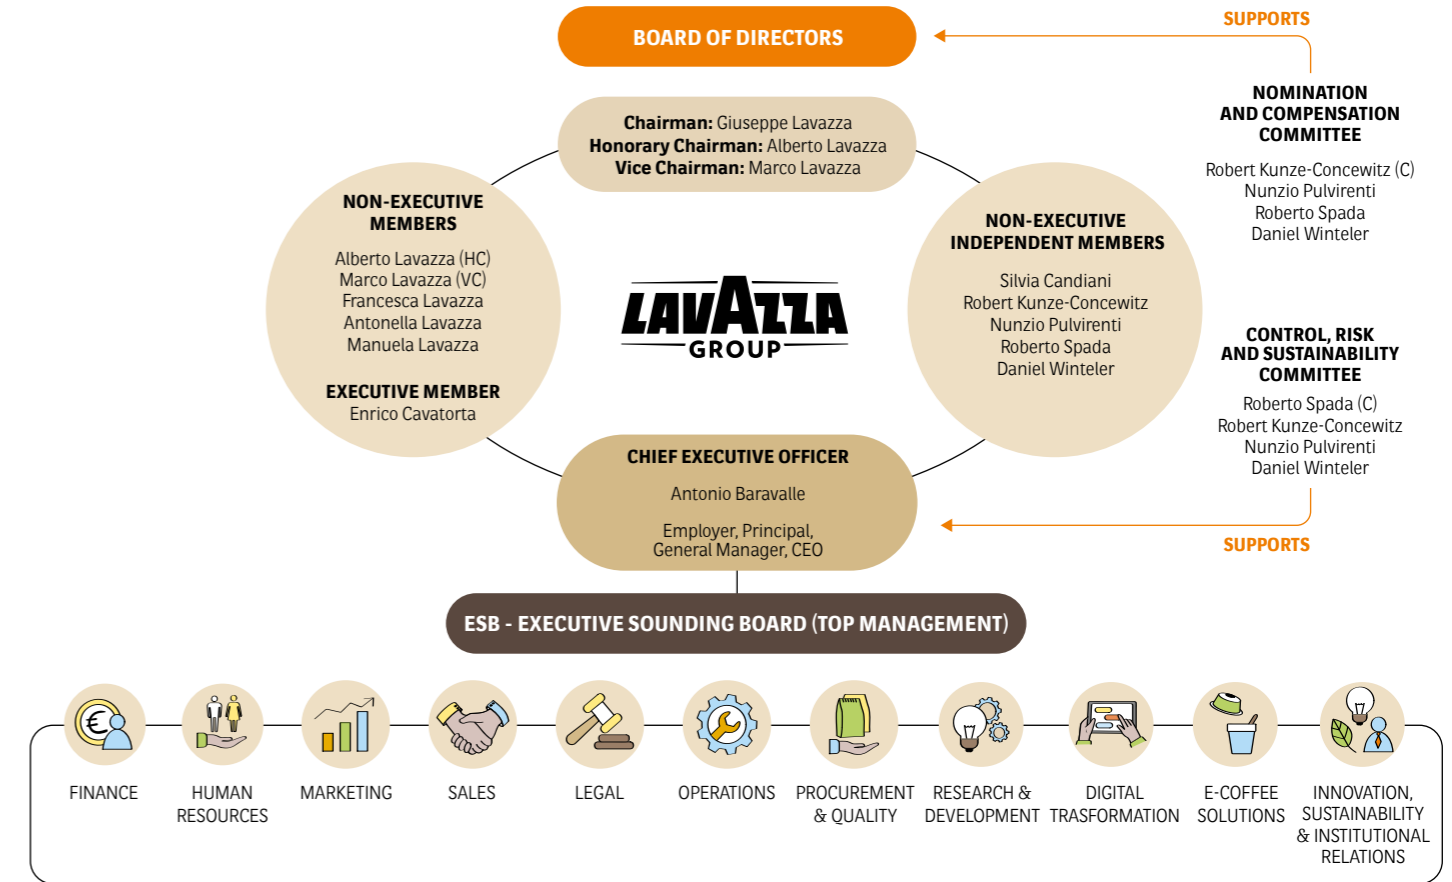 SUPPORTS
BOARD OF DIRECTORS
NOMINATION
AND COMPENSATION
COMMITTEE
Robert Kunze-Concewitz (C)
Nunzio Pulvirenti
Roberto Spada
Daniel Winteler
Chairman: Giuseppe Lavazza
Honorary Chairman: Alberto Lavazza
Vice Chairman: Marco Lavazza
NON-EXECUTIVE
MEMBERS
Alberto Lavazza (HC)
Marco Lavazza (VC)
Francesca Lavazza
Antonella Lavazza
Manuela Lavazza
EXECUTIVE MEMBER
Enrico Cavatorta
LAVAZZA
GROUP
NON-EXECUTIVE
INDEPENDENT MEMBERS
Silvia Candiani
Robert Kunze-Concewitz
Nunzio Pulvirenti
Roberto Spada
Daniel Winteler
CONTROL, RISK
AND SUSTAINABILITY
COMMITTEE
Roberto Spada (C)
Robert Kunze-Concewitz
Nunzio Pulvirenti
Daniel Winteler
SUPPORTS
CHIEF EXECUTIVE OFFICER
Antonio Baravalle
Employer, Principal,
General Manager, CEO
ESB - EXECUTIVE SOUNDING BOARD (TOP MANAGEMENT)
€
FINANCE
HUMAN
RESOURCES
MARKETING
SALES
LEGAL
OPERATIONS
PROCUREMENT
& QUALITY
RESEARCH &
DEVELOPMENT
DIGITAL
TRASFORMATION
E-COFFEE
SOLUTIONS
INNOVATION,
SUSTAINABILITY
& INSTITUTIONAL
RELATIONS